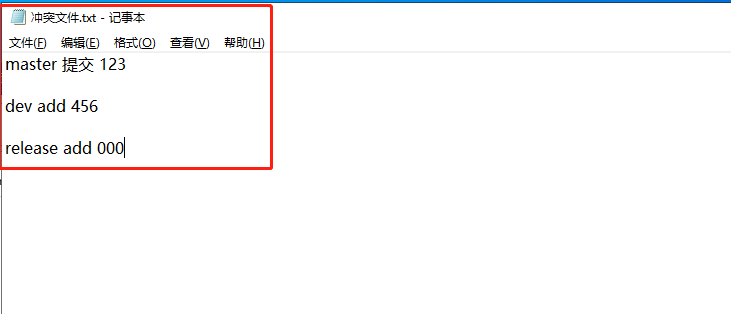 冲突文件.txt - 记事本
文件(F) 编辑(E) 格式(O) 查看(V) 帮助(H)
master 提交 123
dev add 456
release add 000